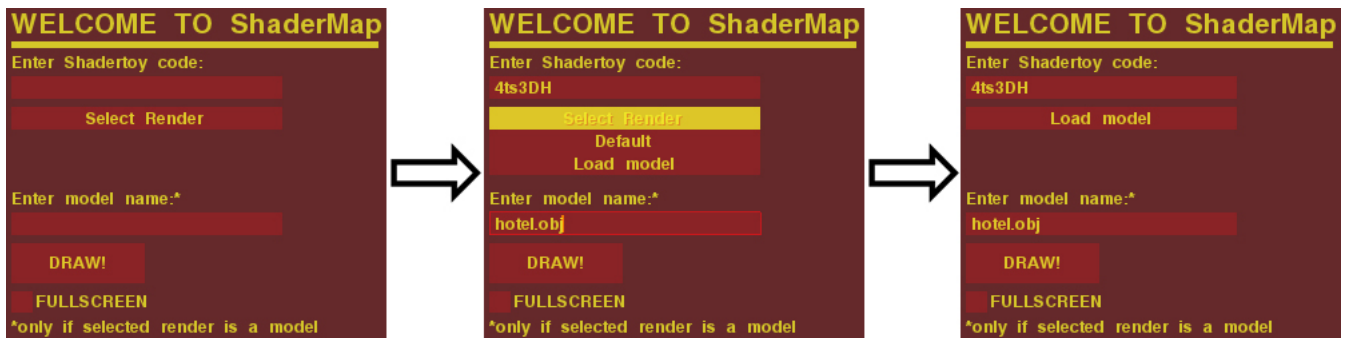 WELCOME TO ShaderMap
Enter Shadertoy code:
Select Render
Enter model name:*
DRAW!
FULLSCREEN
*only if selected render is a model
WELCOME TO ShaderMap
Enter Shadertoy code:
4ts3DH
Select Render
Default
Load model
Enter model name:*
hotel.obj
DRAW!
FULLSCREEN
*only if selected render is a model
WELCOME TO ShaderMap
Enter Shadertoy code:
4ts3DH
Load model
Enter model name:*
hotel.obj
DRAW!
FULLSCREEN
*only if selected render is a model